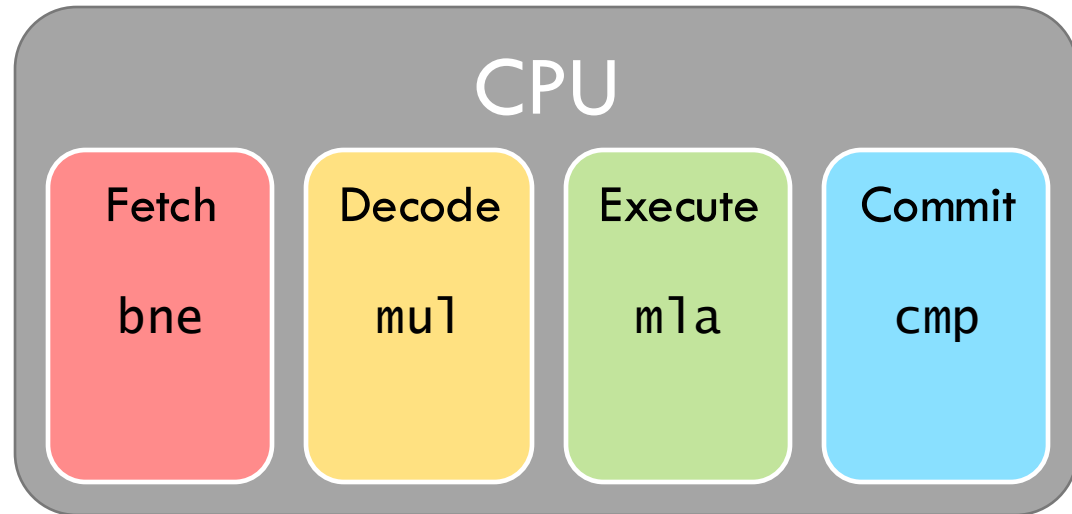 CPU
Fetch
bne
Decode
mul
Execute
mla
Commit
cmp